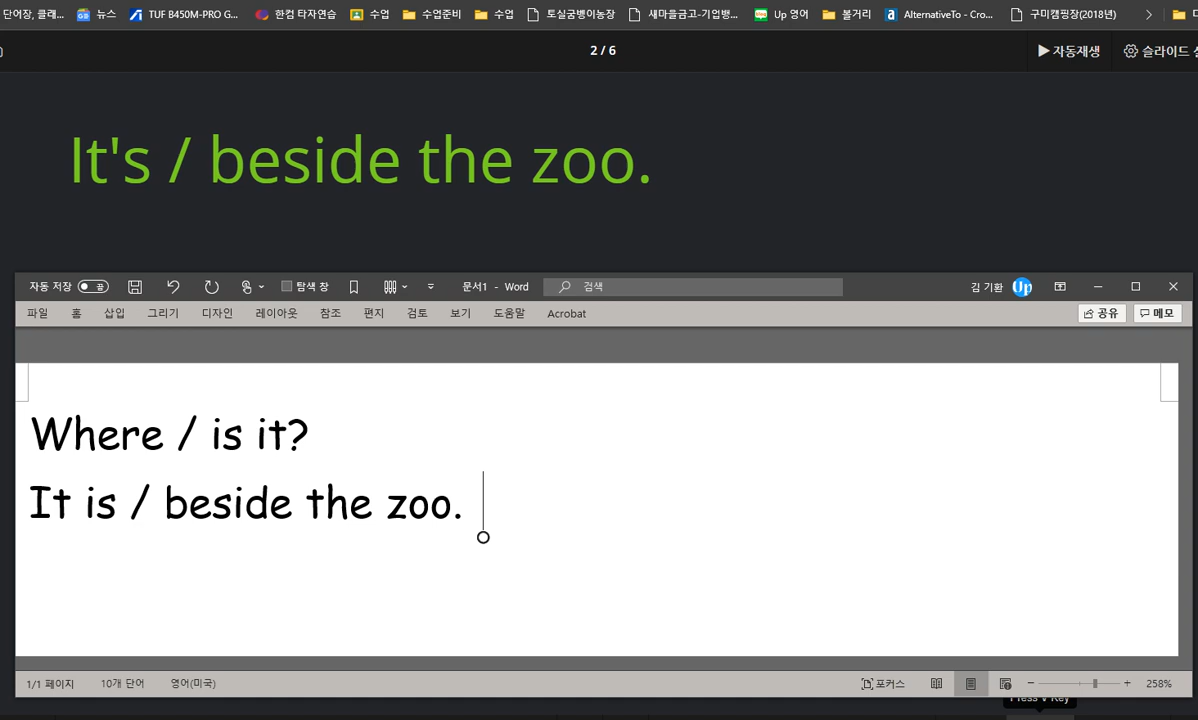 단어장, 클래... 뉴스 TUF B450M-PRO G... 한컴 타자연습 수업 수업준비 수업 토실굼벵이농장 새마을금고-기업뱅... Up 영어 볼거리 AlternativeTo - Cro... 구미캠핑장(2018년)
2 / 6 자동재생 슬라이드
It's / beside the zoo.
자동 저장 끔 탐색 창 문서1 - Word 검색 김 기환 Up
파일 홈 삽입 그리기 디자인 레이아웃 참조 편지 검토 보기 도움말 Acrobat 공유 메모
Where / is it?
It is / beside the zoo.
1/1 페이지 10개 단어 영어(미국) 포커스 258%
Press V Key